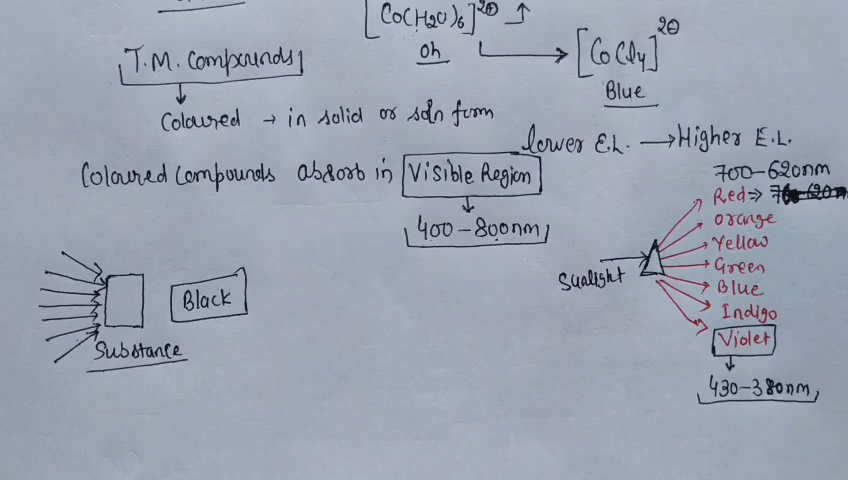 [Co(H2O)6]2⊕ ↑
Oh
[CoCl4]2⊕
Blue
T.M. Compounds
Coloured → in solid or soln form
lower E.L. → Higher E.L.
Coloured compounds absorb in Visible Region
400-800nm
700-620nm
Red ⇒
Orange
Yellow
Green
Blue
Indigo
Violet
430-380nm
Sunlight
Black
Substance